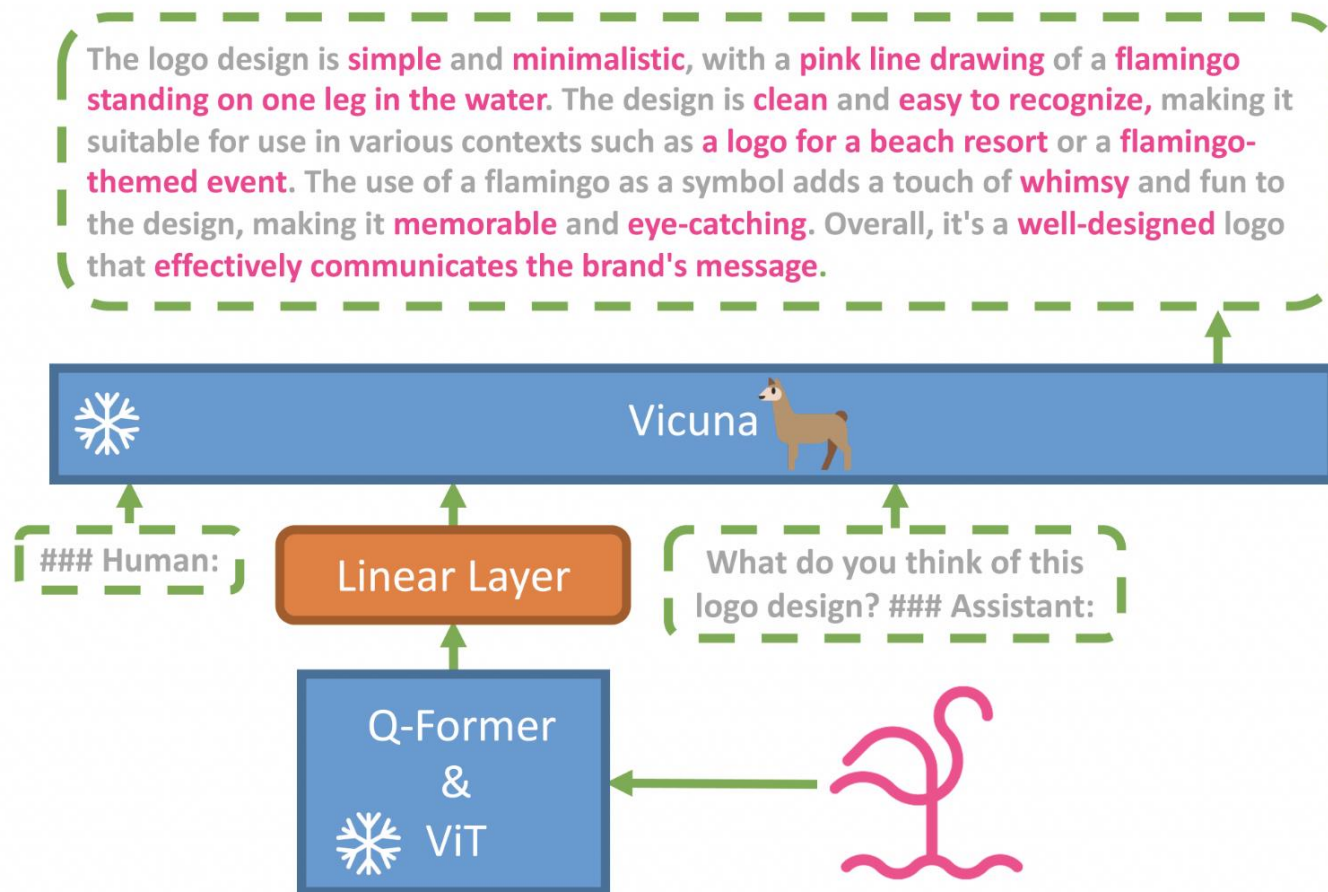 The logo design is simple and minimalistic, with a pink line drawing of a flamingo
standing on one leg in the water. The design is clean and easy to recognize, making it
suitable for use in various contexts such as a logo for a beach resort or a flamingo-
themed event. The use of a flamingo as a symbol adds a touch of whimsy and fun to
the design, making it memorable and eye-catching. Overall, it's a well-designed logo
that effectively communicates the brand's message.
Vicuna
### Human:
Linear Layer
What do you think of this
logo design? ### Assistant:
Q-Former
&
ViT